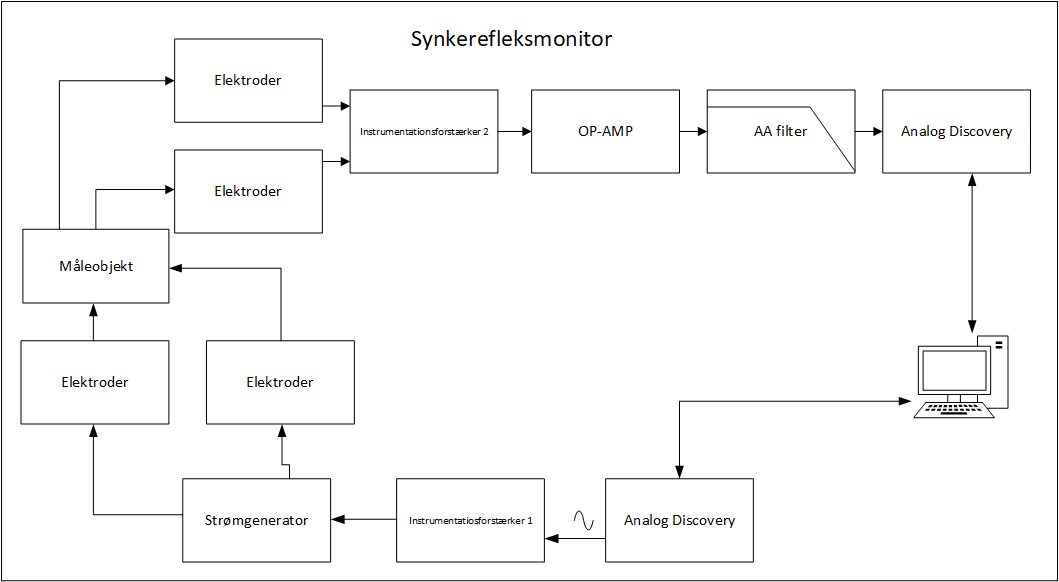 Synkerefleksmonitor
Elektroder
Instrumentationsforstærker 2
OP-AMP
AA filter
Analog Discovery
Elektroder
Måleobjekt
Elektroder
Elektroder
Strømgenerator
Instrumentatiosforstærker 1
Analog Discovery